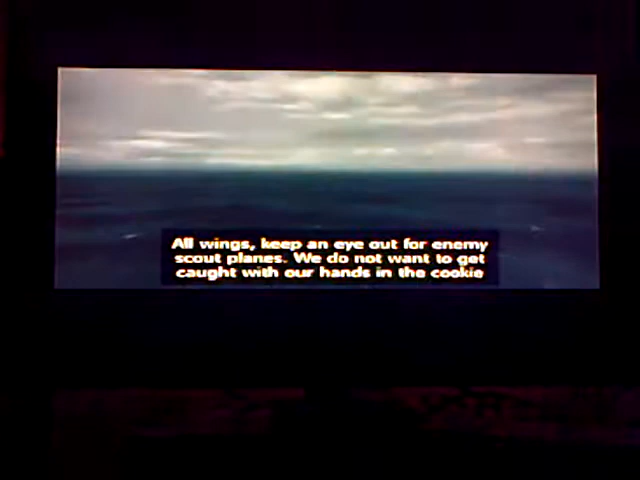 All wings, keep an eye out for enemy
scout planes. We do not want to get
caught with our hands in the cookie